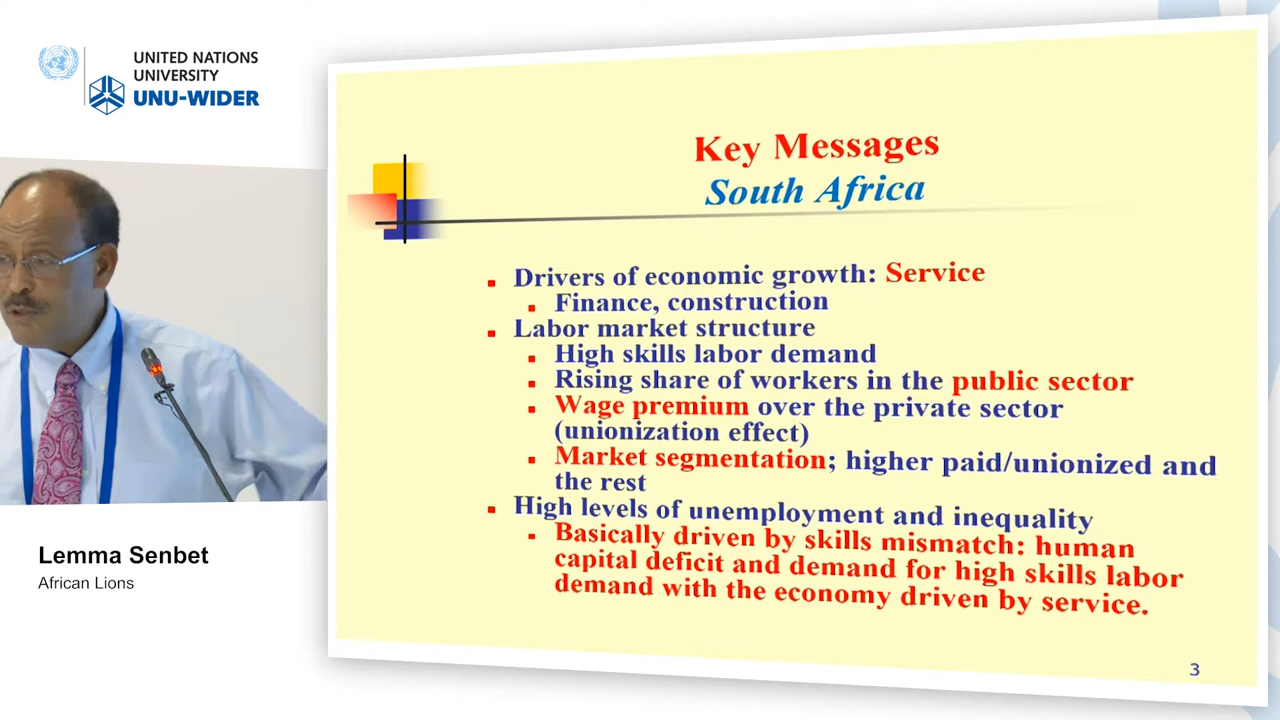 UNITED NATIONS
UNIVERSITY
UNU-WIDER
Lemma Senbet
African Lions
Key Messages
South Africa
Drivers of economic growth: Service
Finance, construction
Labor market structure
High skills labor demand
Rising share of workers in the public sector
Wage premium over the private sector
(unionization effect)
Market segmentation; higher paid/unionized and
the rest
High levels of unemployment and inequality
Basically driven by skills mismatch: human
capital deficit and demand for high skills labor
demand with the economy driven by service.
3